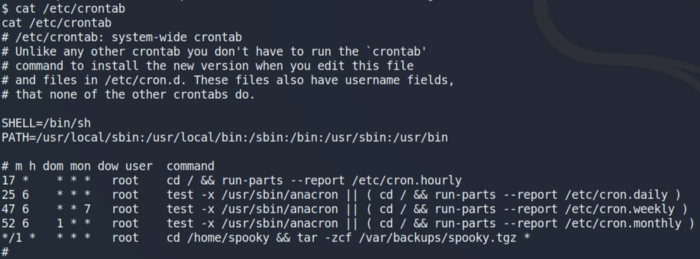 $ cat /etc/crontab
cat /etc/crontab
# /etc/crontab: system-wide crontab
# Unlike any other crontab you don't have to run the `crontab'
# command to install the new version when you edit this file
# and files in /etc/cron.d. These files also have username fields,
# that none of the other crontabs do.

SHELL=/bin/sh
PATH=/usr/local/sbin:/usr/local/bin:/sbin:/bin:/usr/sbin:/usr/bin

# m h dom mon dow user  command
17 *    * * *   root    cd / && run-parts --report /etc/cron.hourly
25 6    * * *   root    test -x /usr/sbin/anacron || ( cd / && run-parts --report /etc/cron.daily )
47 6    * * 7   root    test -x /usr/sbin/anacron || ( cd / && run-parts --report /etc/cron.weekly )
52 6    1 * *   root    test -x /usr/sbin/anacron || ( cd / && run-parts --report /etc/cron.monthly )
*/1 *   * * *   root    cd /home/spooky && tar -zcf /var/backups/spooky.tgz *
#